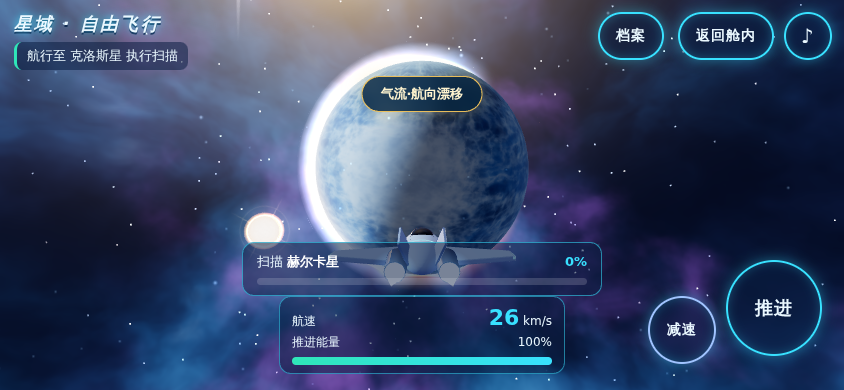 星域 · 自由飞行
航行至 克洛斯星 执行扫描
档案
返回舱内
♪
气流·航向漂移
扫描 赫尔卡星 0%
航速 26 km/s
推进能量 100%
减速
推进